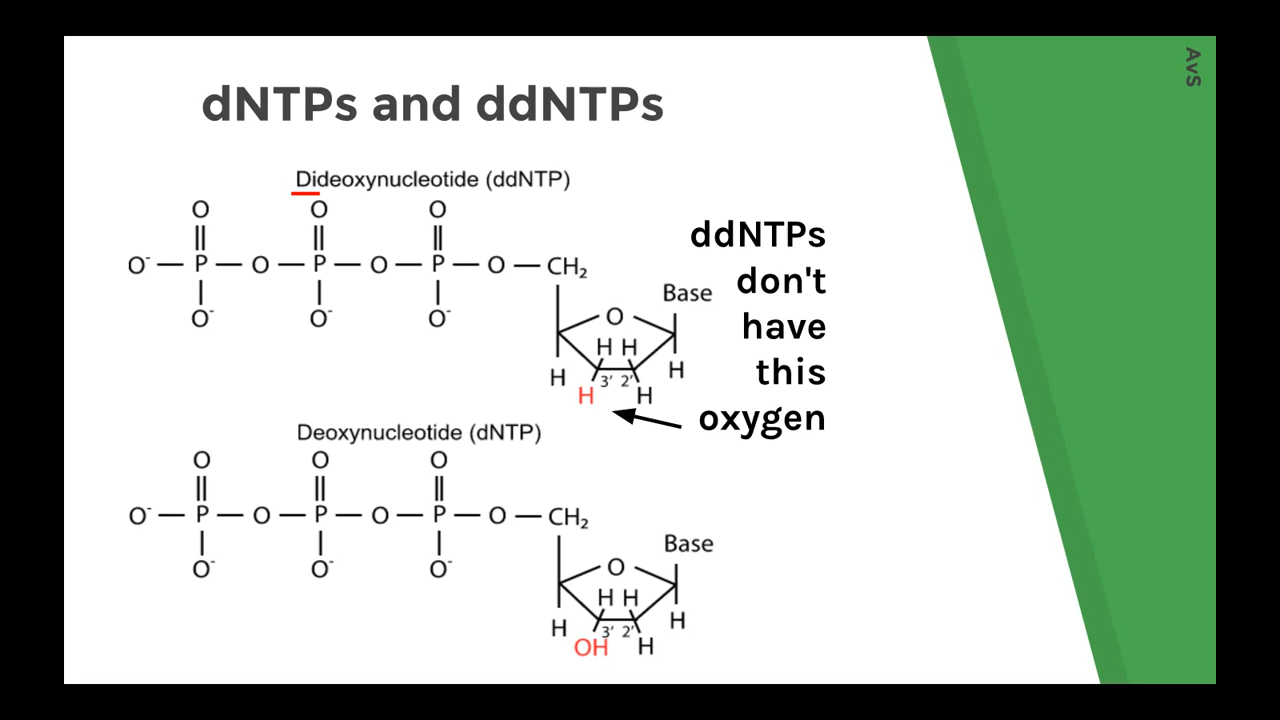 AvS
dNTPs and ddNTPs
Dideoxynucleotide (ddNTP)
O O O
O⁻ — P — O — P — O — P — O — CH₂
O⁻ O⁻ O⁻
Base
O
H H
H 3' 2' H
H H
ddNTPs
don't
have
this
oxygen
Deoxynucleotide (dNTP)
O O O
O⁻ — P — O — P — O — P — O — CH₂
O⁻ O⁻ O⁻
Base
O
H H
H 3' 2' H
OH H